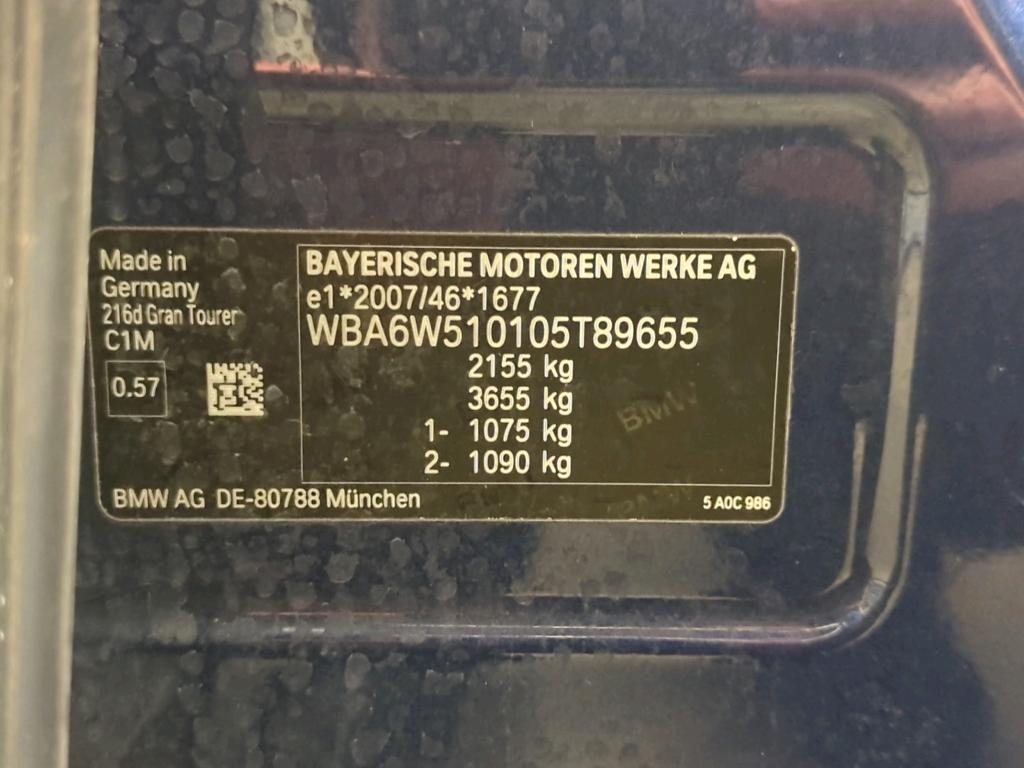 Made in
Germany
216d Gran Tourer
C1M
0.57
BAYERISCHE MOTOREN WERKE AG
e1*2007/46*1677
WBA6W510105T89655
2155 kg
3655 kg
1- 1075 kg
2- 1090 kg
BMW
BMW AG DE-80788 München
5 A0C 986